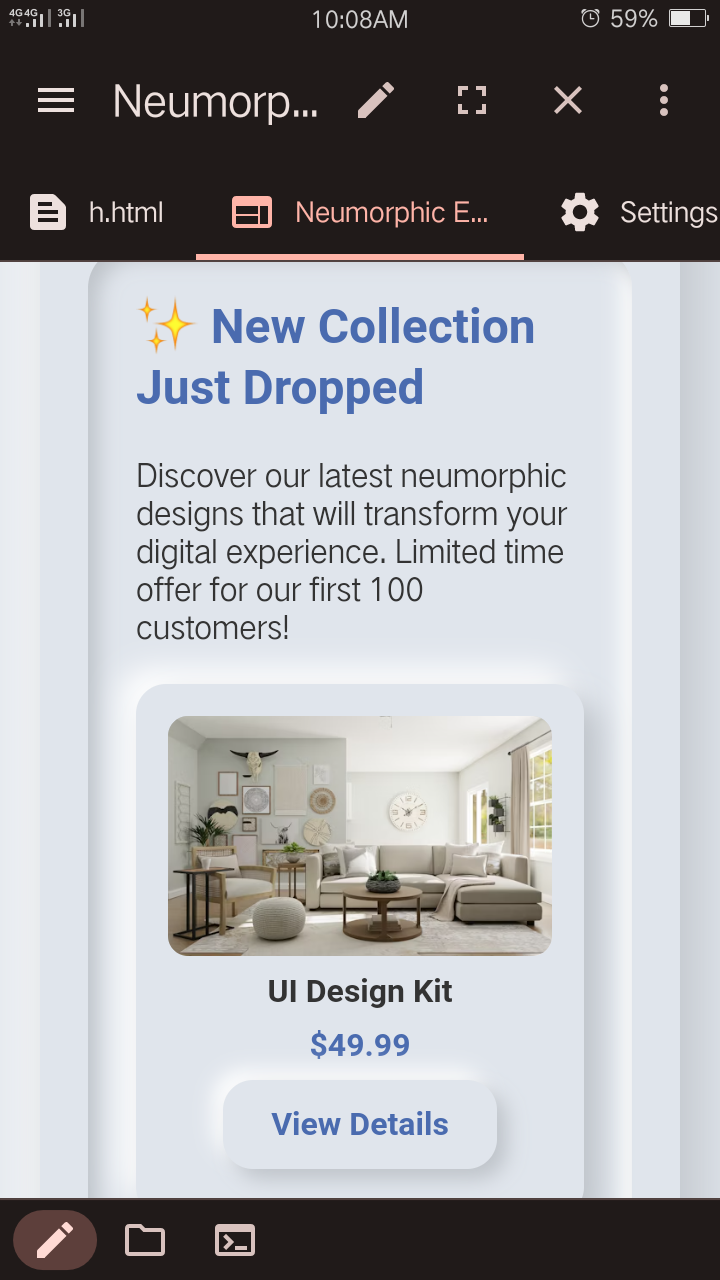 4G 4G 3G 10:08AM 59%
Neumorp...
h.html Neumorphic E... Settings
✨ New Collection
Just Dropped
Discover our latest neumorphic
designs that will transform your
digital experience. Limited time
offer for our first 100
customers!
UI Design Kit
$49.99
View Details